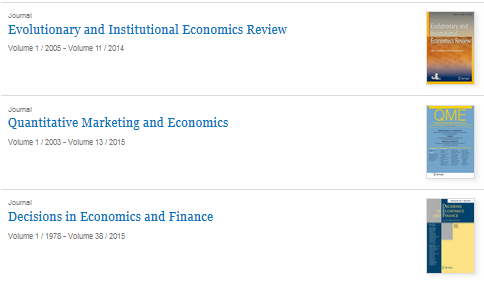 Journal
Evolutionary and Institutional Economics Review
Volume 1 / 2005 - Volume 11 / 2014
Evolutionary and
Institutional
Economics Review
Journal
Quantitative Marketing and Economics
Volume 1 / 2003 - Volume 13 / 2015
QME
Journal
Decisions in Economics and Finance
Volume 1 / 1978 - Volume 38 / 2015
Decisions
in Economics
and Finance